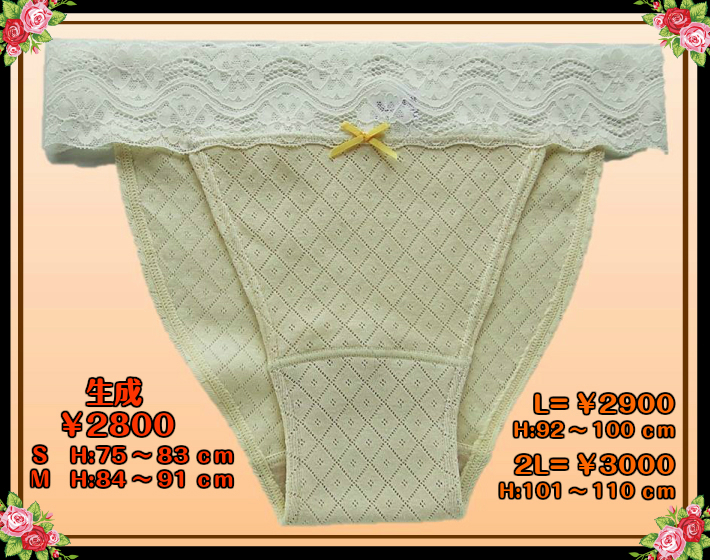 生成
￥2800
S H:75～83 cm
M H:84～91 cm
L=￥2900
H:92～100 cm
2L=￥3000
H:101～110 cm